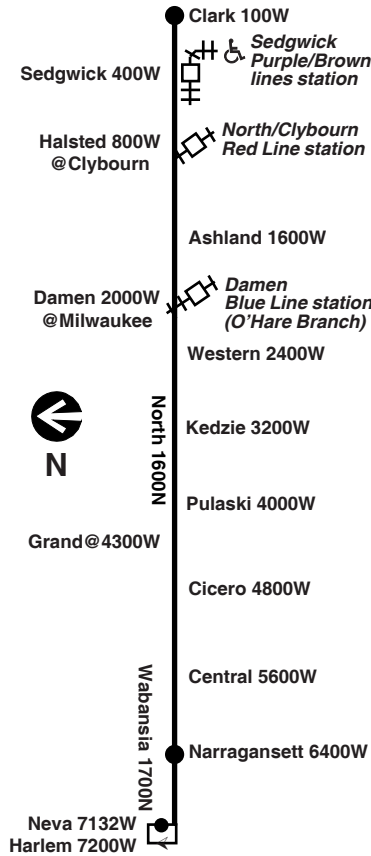 Clark 100W
Sedgwick
Purple/Brown
lines station
Sedgwick 400W
North/Clybourn
Red Line station
Halsted 800W
@Clybourn
Ashland 1600W
Damen
Blue Line station
(O'Hare Branch)
Damen 2000W
@Milwaukee
Western 2400W
North 1600N
N
Kedzie 3200W
Pulaski 4000W
Grand@4300W
Cicero 4800W
Central 5600W
Wabansia 1700N
Narragansett 6400W
Neva 7132W
Harlem 7200W